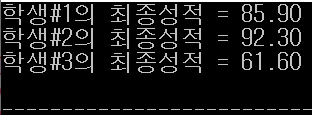 학생#1의 최종성적 = 85.90
학생#2의 최종성적 = 92.30
학생#3의 최종성적 = 61.60
--------------------------------